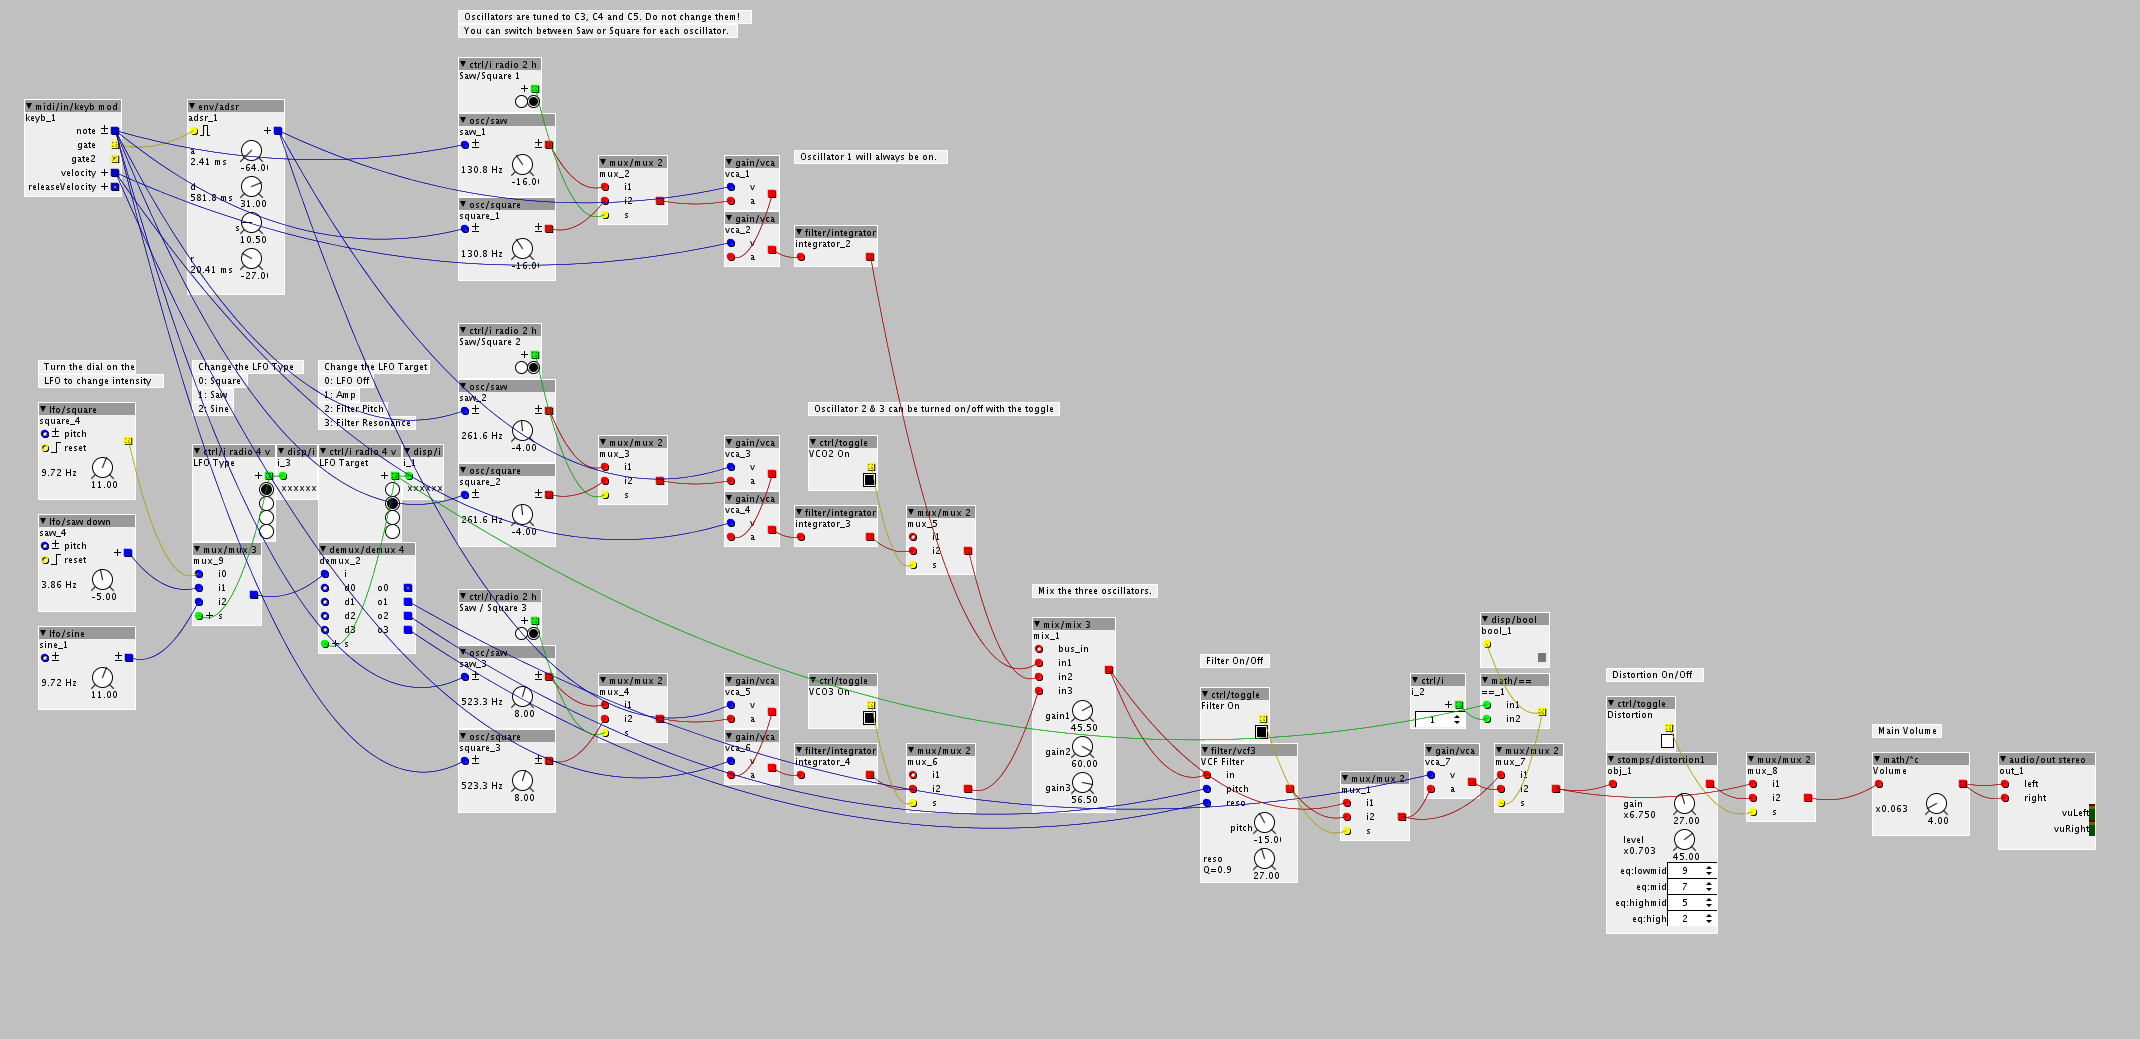 Oscillators are tuned to C3, C4 and C5. Do not change them!
You can switch between Saw or Square for each oscillator.
midi/in/keyb mod
keyb_1
note ±
gate
gate2
velocity +
releaseVelocity +
env/adsr
adsr_1
+
a
2.41 ms
-64.0
d
581.8 ms
31.00
s
10.50
r
20.41 ms
-27.0
ctrl/i radio 2 h
Saw/Square 1
+
osc/saw
saw_1
± ±
130.8 Hz
-16.0
osc/square
square_1
± ±
130.8 Hz
-16.0
mux/mux 2
mux_2
i1
i2
s
gain/vca
vca_1
v
a
gain/vca
vca_2
v
a
Oscillator 1 will always be on.
filter/integrator
integrator_2
ctrl/i radio 2 h
Saw/Square 2
+
osc/saw
saw_2
± ±
261.6 Hz
-4.00
osc/square
square_2
± ±
261.6 Hz
-4.00
mux/mux 2
mux_3
i1
i2
s
gain/vca
vca_3
v
a
gain/vca
vca_4
v
a
Oscillator 2 & 3 can be turned on/off with the toggle
ctrl/toggle
VCO2 On
filter/integrator
integrator_3
mux/mux 2
mux_5
i1
i2
s
Turn the dial on the
LFO to change intensity
lfo/square
square_4
± pitch
reset
9.72 Hz
11.00
lfo/saw down
saw_4
± pitch
+
reset
3.86 Hz
-5.00
lfo/sine
sine_1
± ±
9.72 Hz
11.00
Change the LFO Type
0: Square
1: Saw
2: Sine
ctrl/i radio 4 v
LFO Type
+
disp/i
i_3
xxxxxx
mux/mux 3
mux_9
i0
i1
i2
+ s
Change the LFO Target
0: LFO Off
1: Amp
2: Filter Pitch
3: Filter Resonance
ctrl/i radio 4 v
LFO Target
+
disp/i
i_1
xxxxxx
demux/demux 4
demux_2
i
d0 o0
d1 o1
d2 o2
d3 o3
+ s
ctrl/i radio 2 h
Saw / Square 3
+
osc/saw
saw_3
± ±
523.3 Hz
8.00
osc/square
square_3
± ±
523.3 Hz
8.00
mux/mux 2
mux_4
i1
i2
s
gain/vca
vca_5
v
a
gain/vca
vca_6
v
a
ctrl/toggle
VCO3 On
filter/integrator
integrator_4
mux/mux 2
mux_6
i1
i2
s
Mix the three oscillators.
mix/mix 3
mix_1
bus_in
in1
in2
in3
gain1
45.50
gain2
60.00
gain3
56.50
Filter On/Off
ctrl/toggle
Filter On
filter/vcf3
VCF Filter
in
pitch
reso
pitch
-15.0
reso
Q=0.9
27.00
mux/mux 2
mux_1
i1
i2
s
disp/bool
bool_1
ctrl/i
i_2
+
1
math/==
==_1
in1
in2
gain/vca
vca_7
v
a
mux/mux 2
mux_7
i1
i2
s
Distortion On/Off
ctrl/toggle
Distortion
stomps/distortion1
obj_1
gain
x6.750
27.00
level
x0.703
45.00
eq:lowmid 9
eq:mid 7
eq:highmid 5
eq:high 2
mux/mux 2
mux_8
i1
i2
s
Main Volume
math/^c
Volume
x0.063
4.00
audio/out stereo
out_1
left
right
vuLeft
vuRight